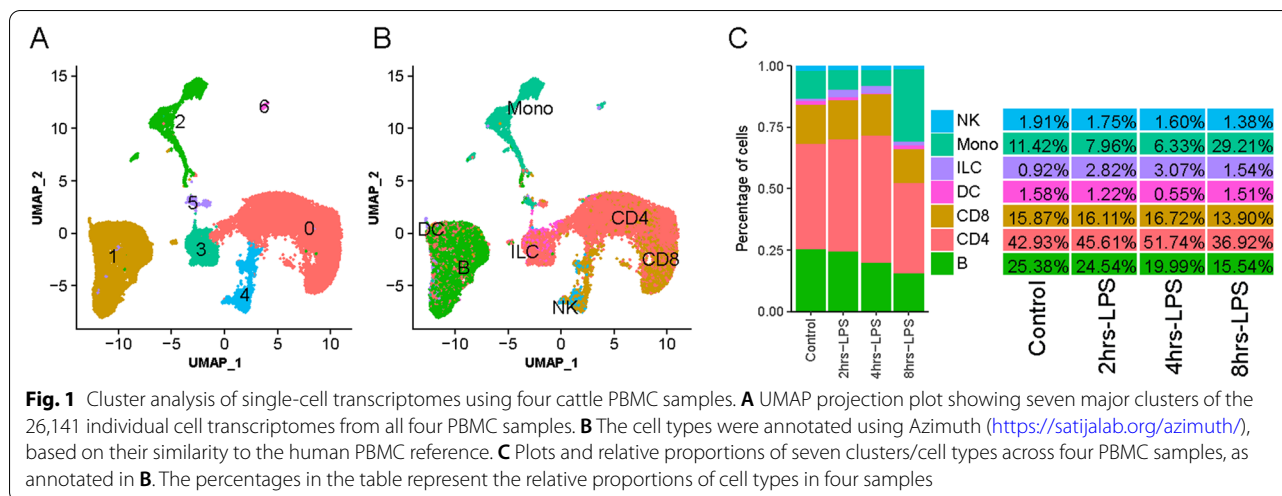 A
B
C
15
10
5
0
−5
UMAP_2
−10
−5
0
5
10
UMAP_1
0
1
2
3
4
5
6
15
10
5
0
−5
UMAP_2
−10
−5
0
5
10
UMAP_1
Mono
DC
B
ILC
CD4
CD8
NK
1.00
0.75
0.50
0.25
0.00
Percentage of cells
Control
2hrs−LPS
4hrs−LPS
8hrs−LPS
NK 1.91% 1.75% 1.60% 1.38%
Mono 11.42% 7.96% 6.33% 29.21%
ILC 0.92% 2.82% 3.07% 1.54%
DC 1.58% 1.22% 0.55% 1.51%
CD8 15.87% 16.11% 16.72% 13.90%
CD4 42.93% 45.61% 51.74% 36.92%
B 25.38% 24.54% 19.99% 15.54%
Control
2hrs-LPS
4hrs-LPS
8hrs-LPS
Fig. 1 Cluster analysis of single-cell transcriptomes using four cattle PBMC samples. A UMAP projection plot showing seven major clusters of the
26,141 individual cell transcriptomes from all four PBMC samples. B The cell types were annotated using Azimuth (https://satijalab.org/azimuth/),
based on their similarity to the human PBMC reference. C Plots and relative proportions of seven clusters/cell types across four PBMC samples, as
annotated in B. The percentages in the table represent the relative proportions of cell types in four samples